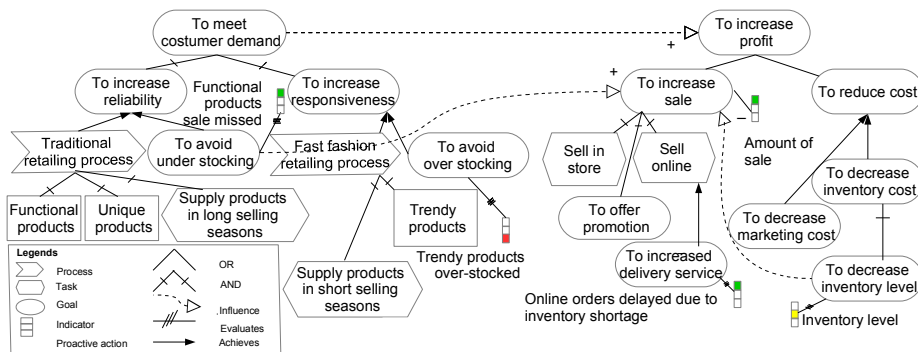 To meet
costumer demand
To increase
profit
+
To increase
reliability
Functional
products
sale missed
To increase
responsiveness
+
To increase
sale
To reduce cost
Traditional
retailing process
To avoid
under stocking
Fast fashion
retailing process
To avoid
over stocking
Sell in
store
Sell
online
–
Amount of
sale
To decrease
inventory cost
Functional
products
Unique
products
Supply products
in long selling
seasons
Trendy
products
To offer
promotion
To decrease
marketing cost
Trendy products
over-stocked
To increased
delivery service
To decrease
inventory level
Supply products
in short selling
seasons
Online orders delayed due to
inventory shortage
Inventory level
Legends
Process
Task
Goal
Indicator
Proactive action
OR
AND
.Influence
Evaluates
Achieves